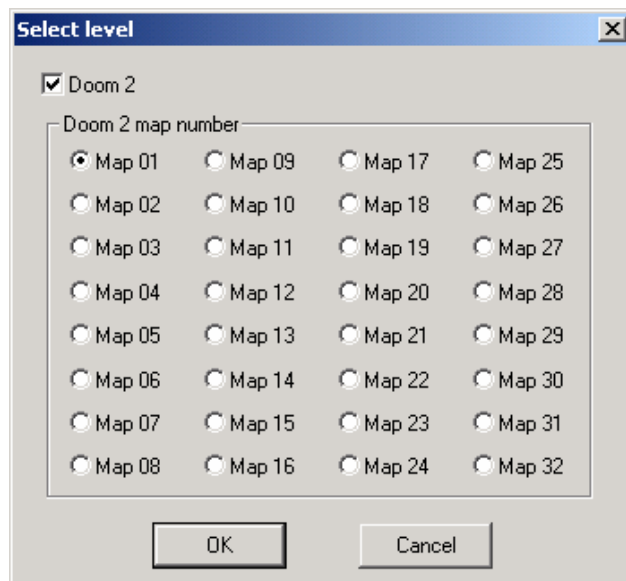 Select level
Doom 2
Doom 2 map number
Map 01 Map 09 Map 17 Map 25
Map 02 Map 10 Map 18 Map 26
Map 03 Map 11 Map 19 Map 27
Map 04 Map 12 Map 20 Map 28
Map 05 Map 13 Map 21 Map 29
Map 06 Map 14 Map 22 Map 30
Map 07 Map 15 Map 23 Map 31
Map 08 Map 16 Map 24 Map 32
OK Cancel